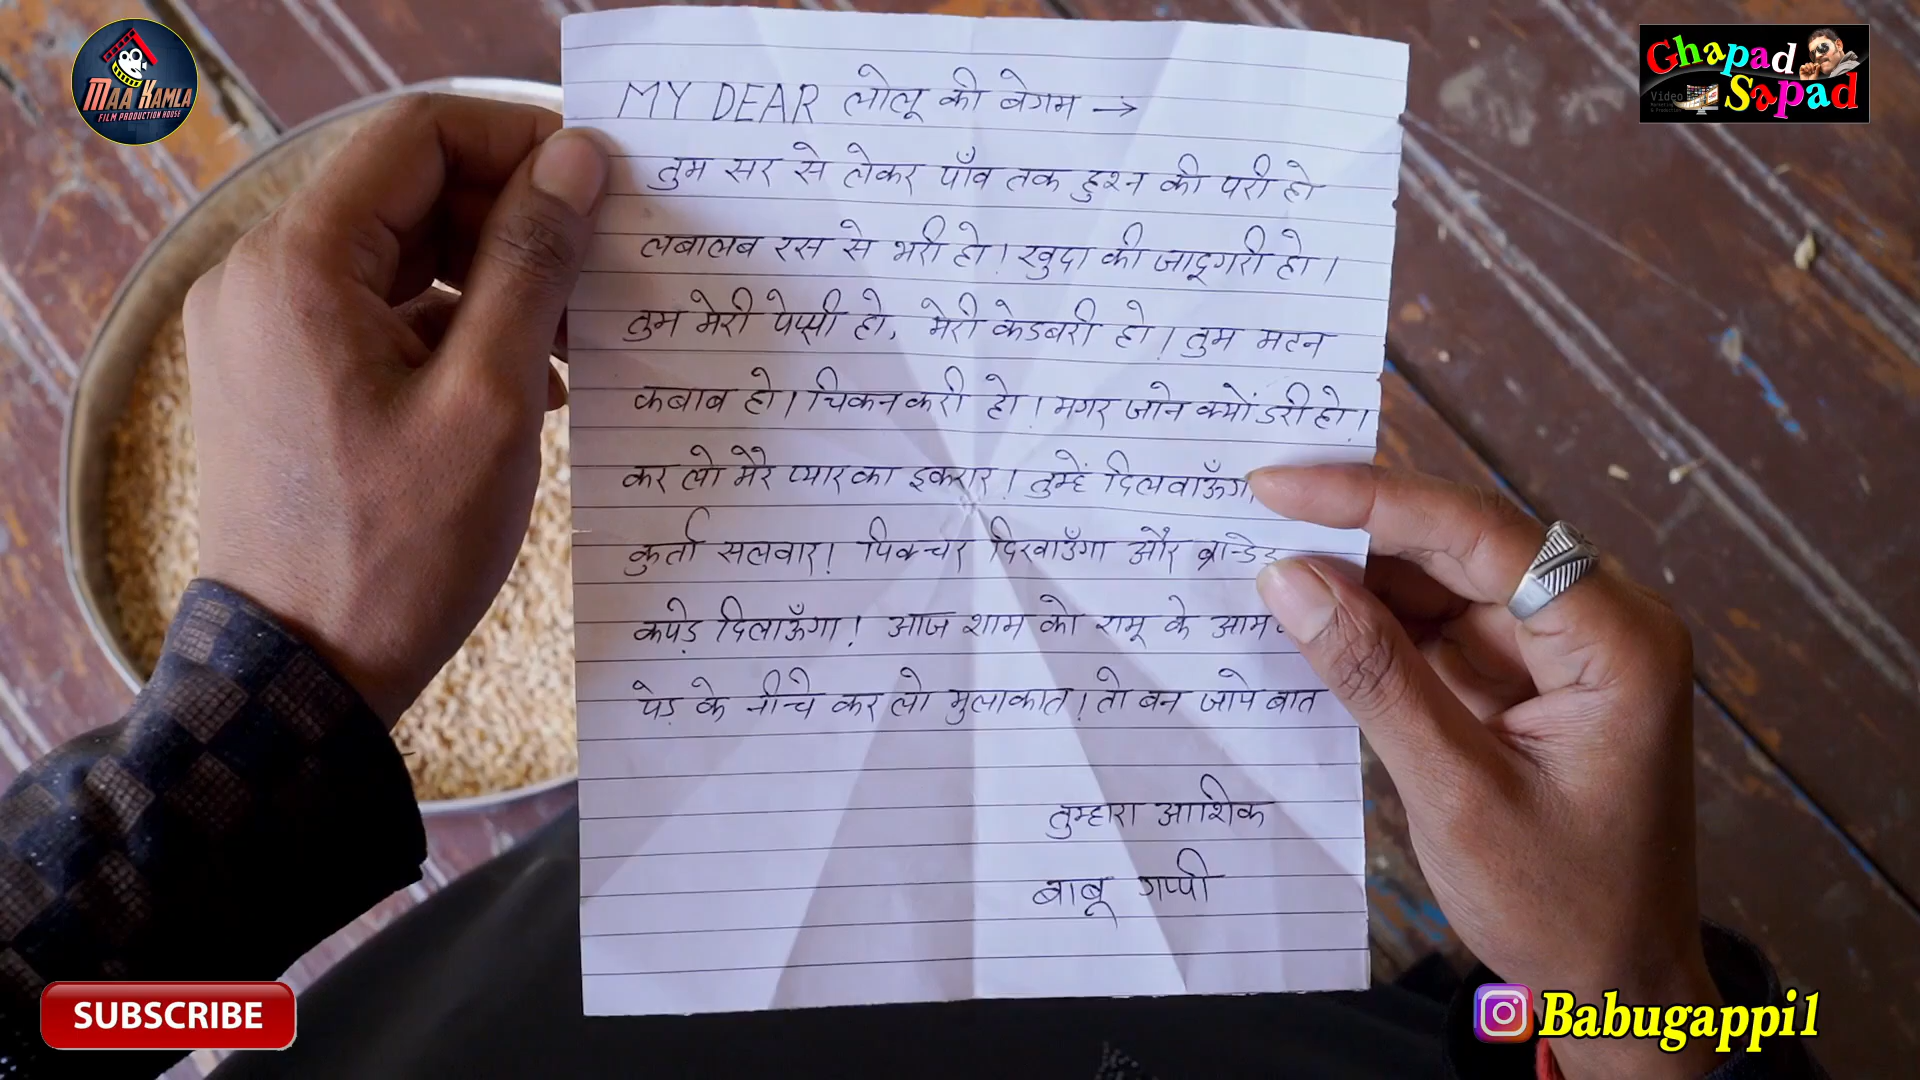 MAA KAMLA
FILM PRODUCTION HOUSE
Ghapad
Sapad
Video
MY DEAR लोलू की बेगम →
तुम सर से लेकर पाँव तक हुश्न की परी हो
लबालब रस से भरी हो। खुदा की जादूगरी हो।
तुम मेरी पेप्सी हो, मेरी केडबरी हो। तुम मटन
कबाब हो। चिकन करी हो। मगर जाने क्यों डरी हो।
कर लो मेरे प्यार का इकरार। तुम्हें दिलवाऊँगा
कुर्ता सलवार। पिक्चर दिखाउँगा और
कपड़े दिलाऊँगा। आज शाम को रामू के आम
पेड़ के नीचे कर लो मुलाकात। तो बन जाये बात
तुम्हारा आशिक
बाबू गप्पी
SUBSCRIBE
Babugappi1